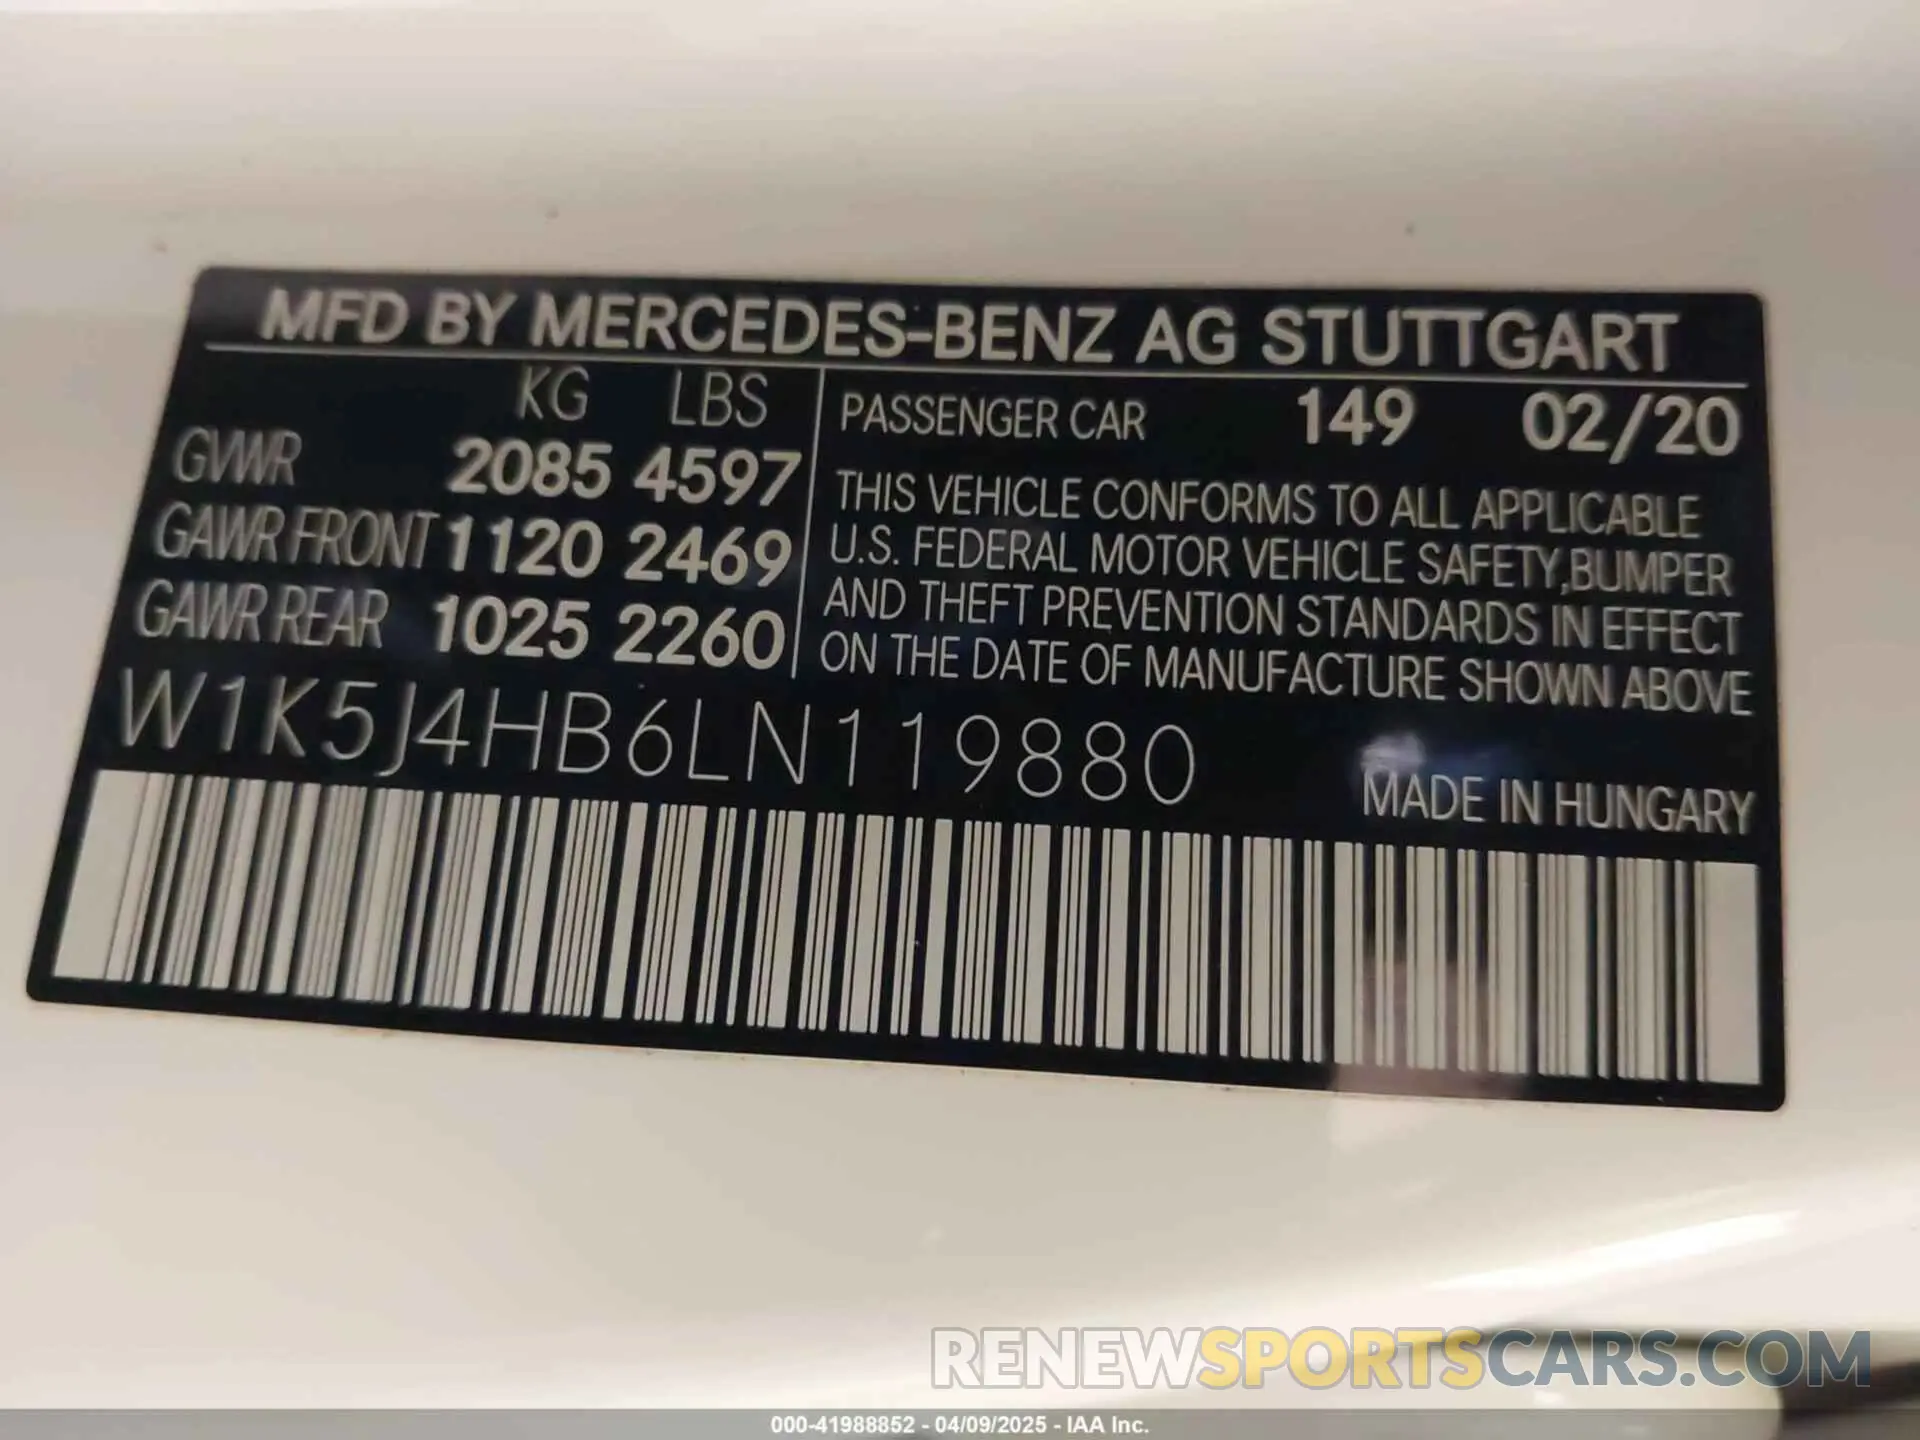 MFD BY MERCEDES-BENZ AG STUTTGART
KG LBS
GVWR 2085 4597
GAWR FRONT 1120 2469
GAWR REAR 1025 2260
PASSENGER CAR 149 02/20
THIS VEHICLE CONFORMS TO ALL APPLICABLE
U.S. FEDERAL MOTOR VEHICLE SAFETY,BUMPER
AND THEFT PREVENTION STANDARDS IN EFFECT
ON THE DATE OF MANUFACTURE SHOWN ABOVE
W1K5J4HB6LN119880
MADE IN HUNGARY
RENEWSPORTSCARS.COM
000-41988852 - 04/09/2025 - IAA Inc.